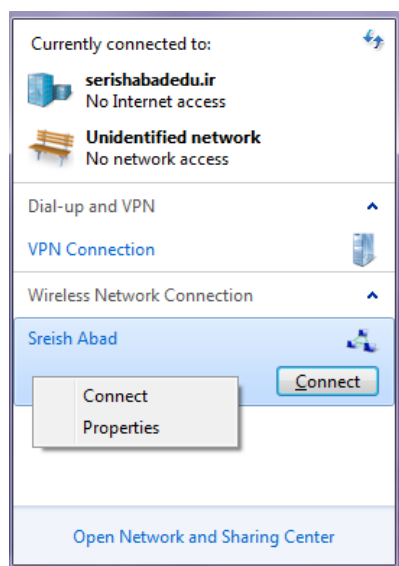 Currently connected to:
serishabadedu.ir
No Internet access
Unidentified network
No network access
Dial-up and VPN
VPN Connection
Wireless Network Connection
Sreish Abad
Connect
Connect
Properties
Open Network and Sharing Center